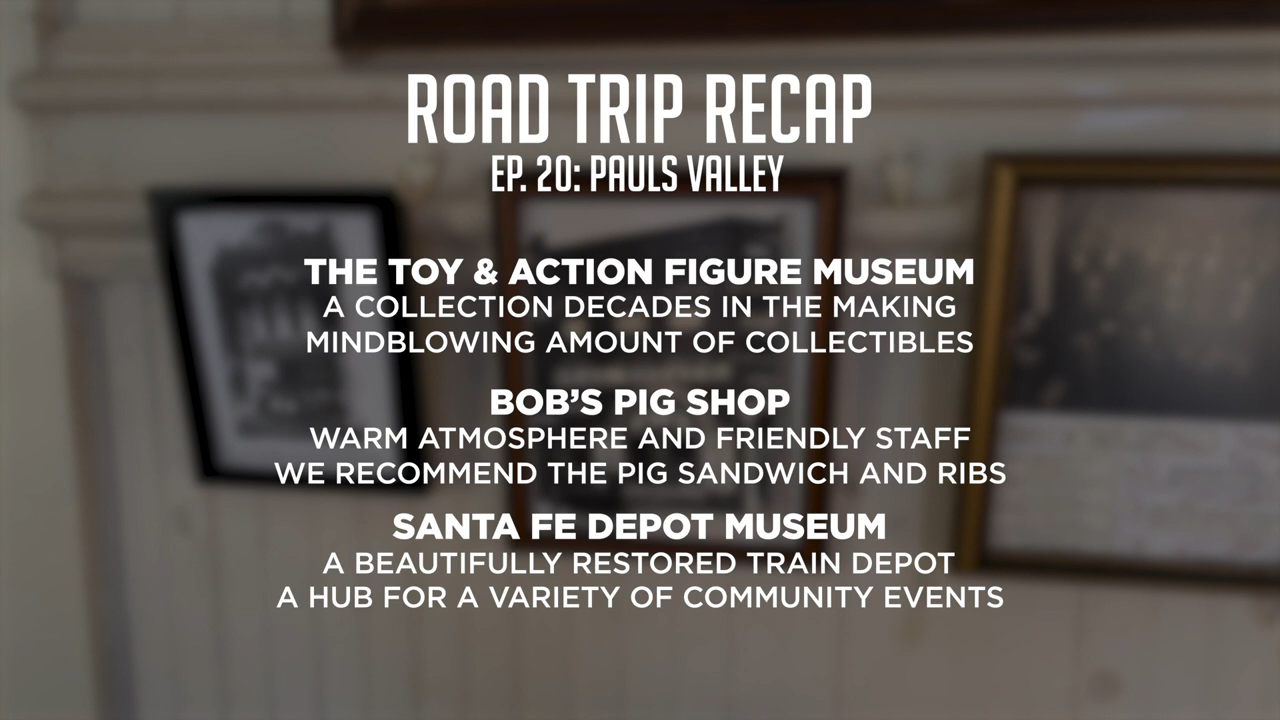 ROAD TRIP RECAP
EP. 20: PAULS VALLEY
THE TOY & ACTION FIGURE MUSEUM
A COLLECTION DECADES IN THE MAKING
MINDBLOWING AMOUNT OF COLLECTIBLES
BOB'S PIG SHOP
WARM ATMOSPHERE AND FRIENDLY STAFF
WE RECOMMEND THE PIG SANDWICH AND RIBS
SANTA FE DEPOT MUSEUM
A BEAUTIFULLY RESTORED TRAIN DEPOT
A HUB FOR A VARIETY OF COMMUNITY EVENTS